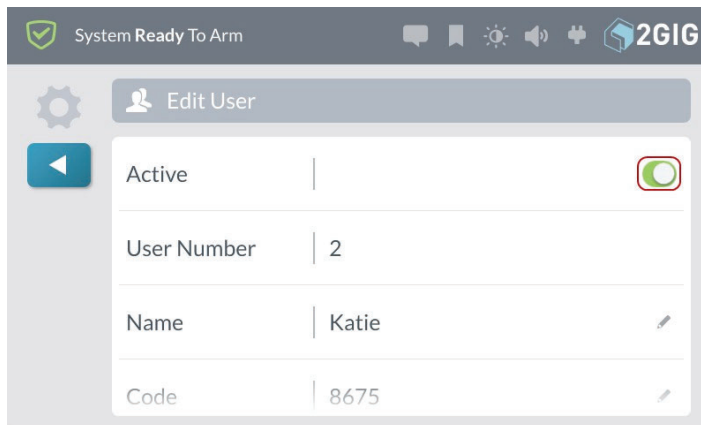 System Ready To Arm
2GIG
Edit User
Active
User Number 2
Name Katie
Code 8675